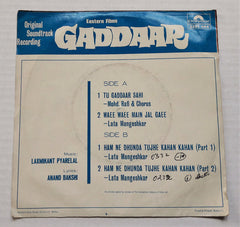 Eastern Films
Original
Soundtrack
Recording
GADDAAR
SIDE A
1 TU GADDAAR SAHI
—Mohd. Rafi & Chorus
2 WAEE WAEE MAIN JAL GAEE
—Lata Mangeshkar
SIDE B
1 HAM NE DHUNDA TUJHE KAHAN KAHAN (Part 1)
—Lata Mangeshkar
2 HAM NE DHUNDA TUJHE KAHAN KAHAN (Part 2)
—Lata Mangeshkar
Music:
LAXMIKANT PYARELAL
Lyrics:
ANAND BAKSHI